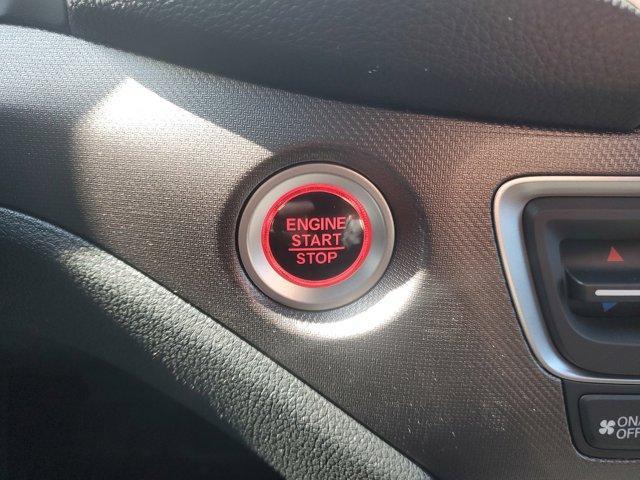 ENGINE
START
STOP
ON/
OFF